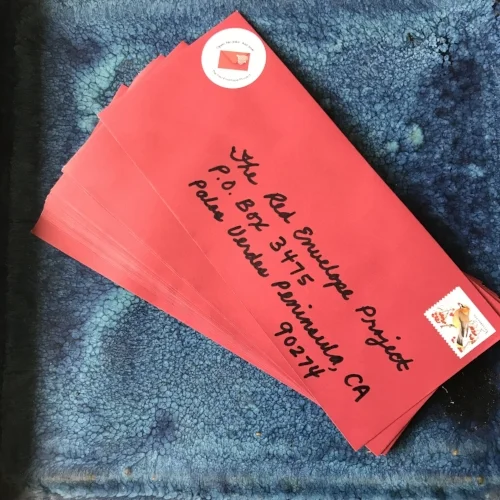 The Red Envelope Project
P.O. Box 3475
Palos Verdes Peninsula, CA
90274